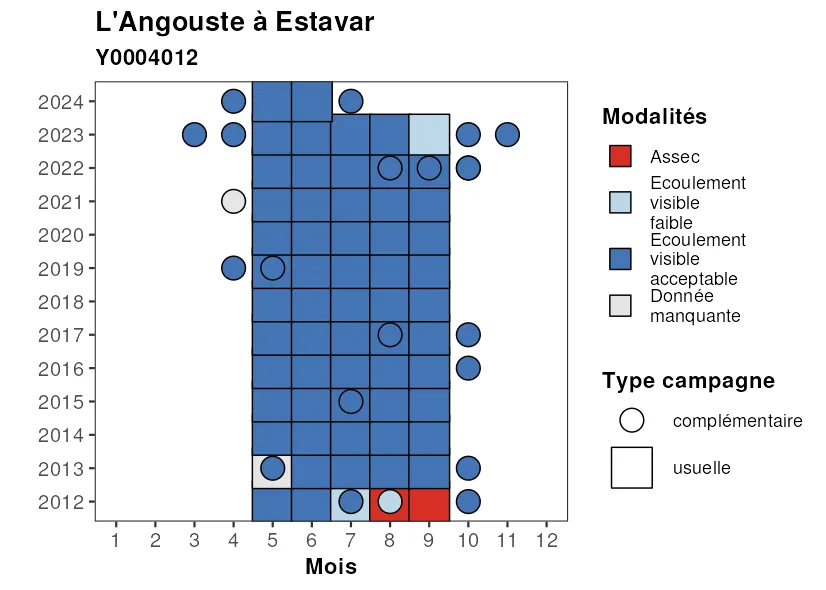 L'Angouste à Estavar
Y0004012
2024
2023
2022
2021
2020
2019
2018
2017
2016
2015
2014
2013
2012
1 2 3 4 5 6 7 8 9 10 11 12
Mois
Modalités
Assec
Ecoulement
visible
faible
Ecoulement
visible
acceptable
Donnée
manquante
Type campagne
complémentaire
usuelle